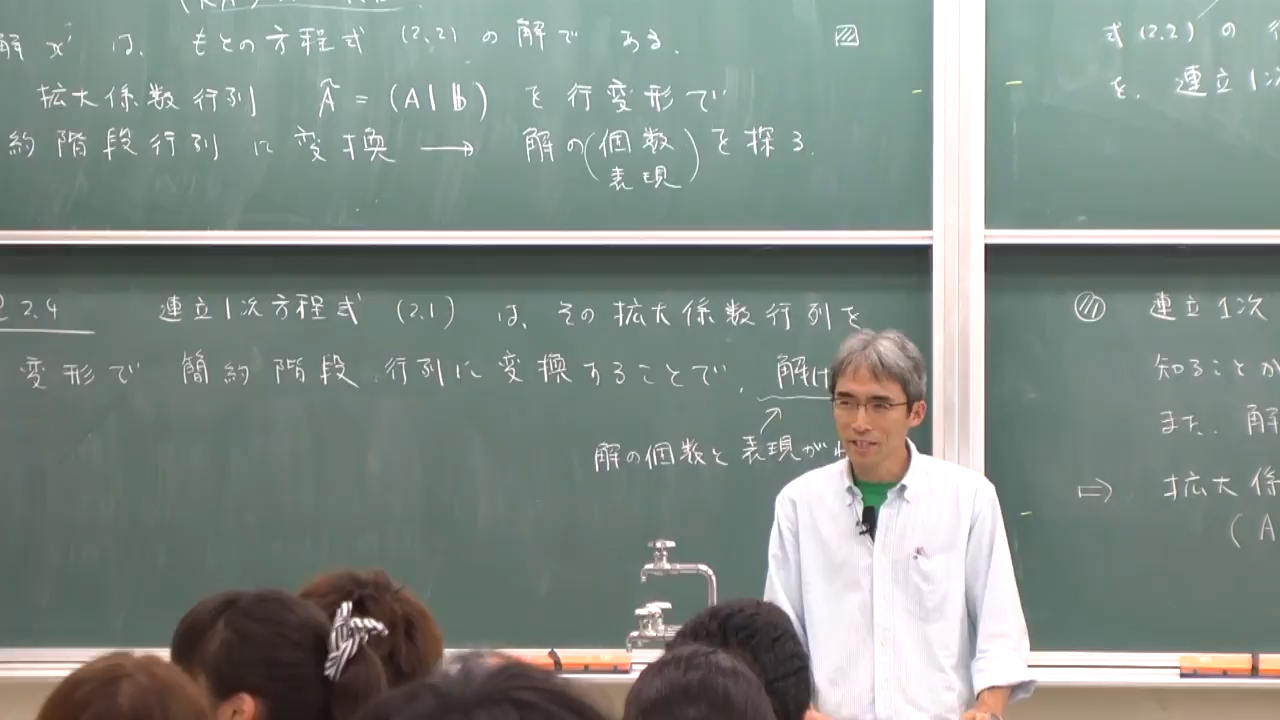 解 x' は、もとの方程式 (2.2) の解である.
拡大係数行列 Â = (A|b) を行変形で
約階段行列に変換 → 解の(個数 表現)を探る.
2.4 連立1次方程式 (2.1) は、その拡大係数行列を
変形で 簡約階段行列に変換することで、解け
解の個数と表現が
式 (2.2) の
を、連立1次
連立1次
知ることが
また、解
⇨ 拡大係
(A